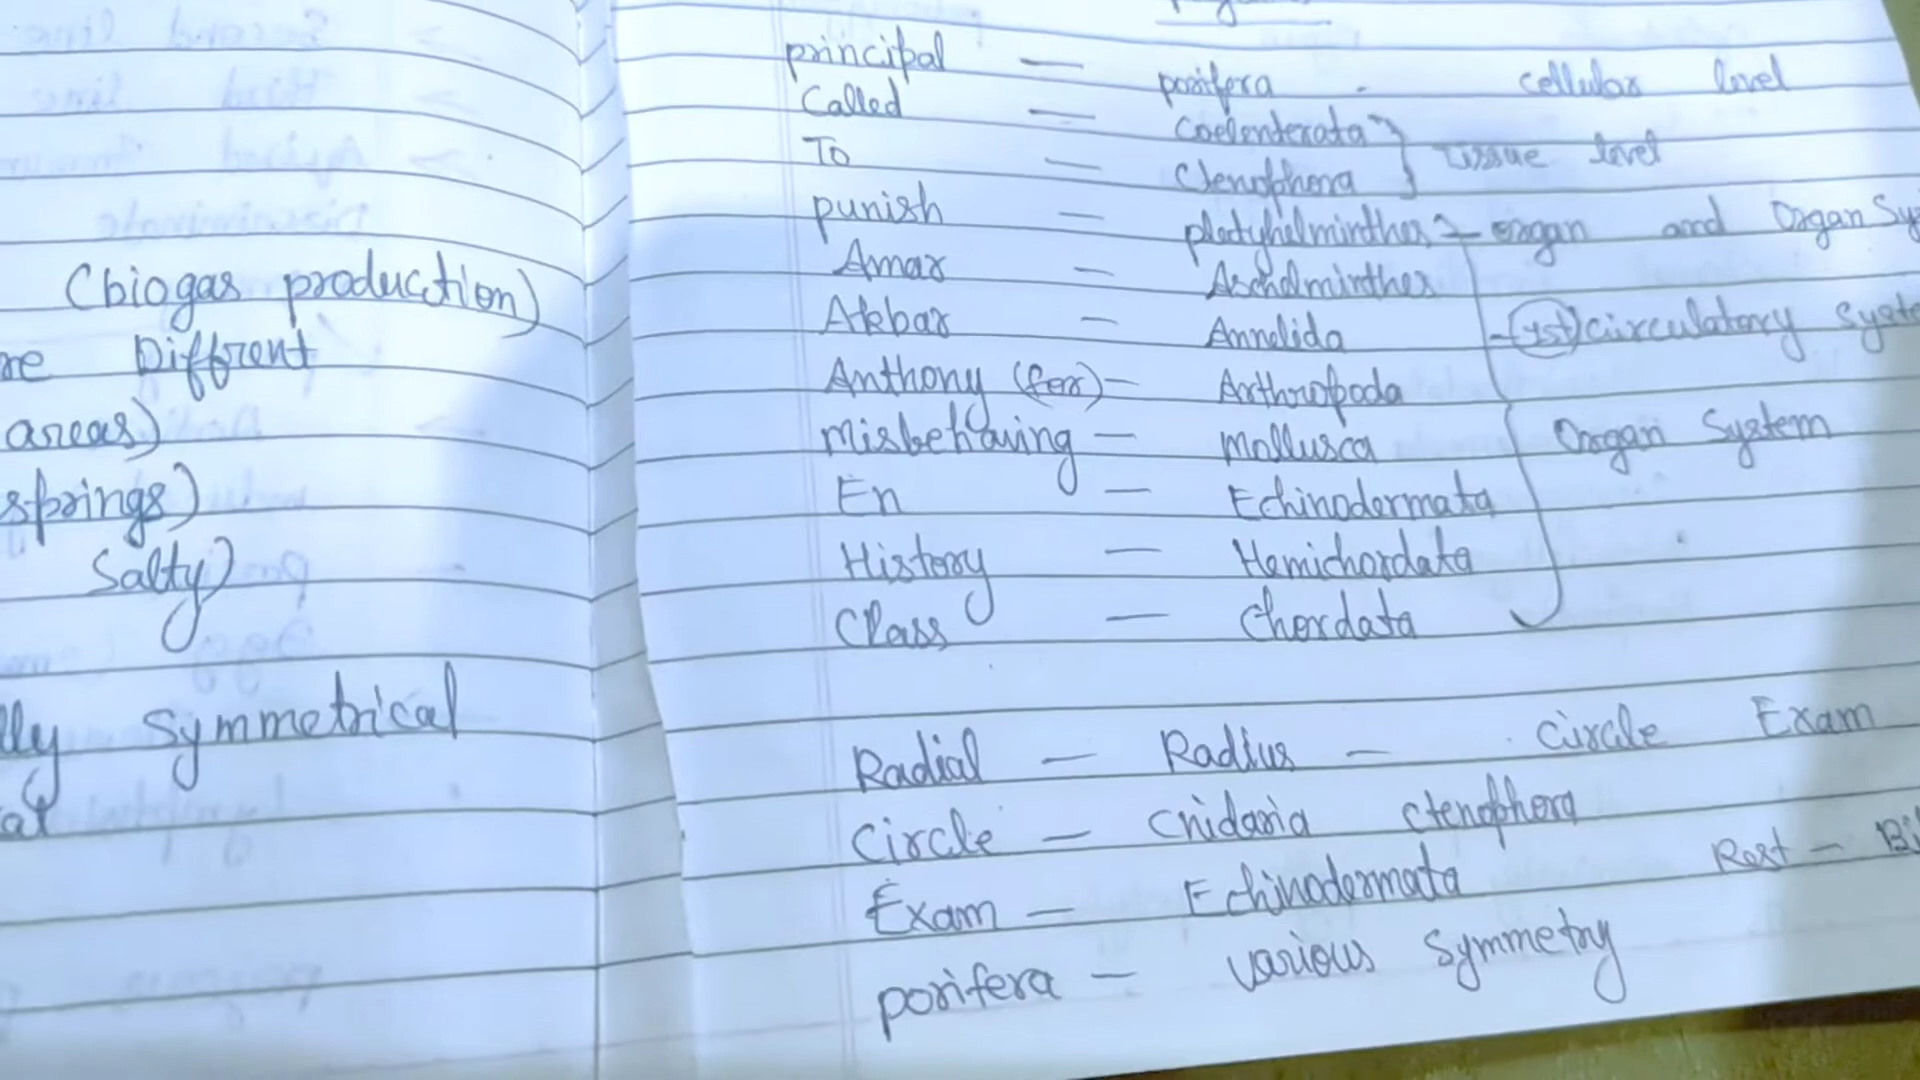 (biogas production)
Diffrent
areas)
springs)
Salty)
lly symmetrical
principal — porifera - cellular level
Called — Coelenterata } Tissue level
To — Ctenophora
punish — platyhelminthes - organ and Organ Sy
Amar — Aschelminthes
Akbar — Annelida - (1st) circulatory syste
Anthony (for) — Arthropoda
Misbehaving — Mollusca Organ System
En — Echinodermata
History — Hemichordata
Class — Chordata
Radial — Radius — circle Exam
Circle — Cnidaria ctenophora
Exam — Echinodermata Rest - Bi
porifera — various symmetry